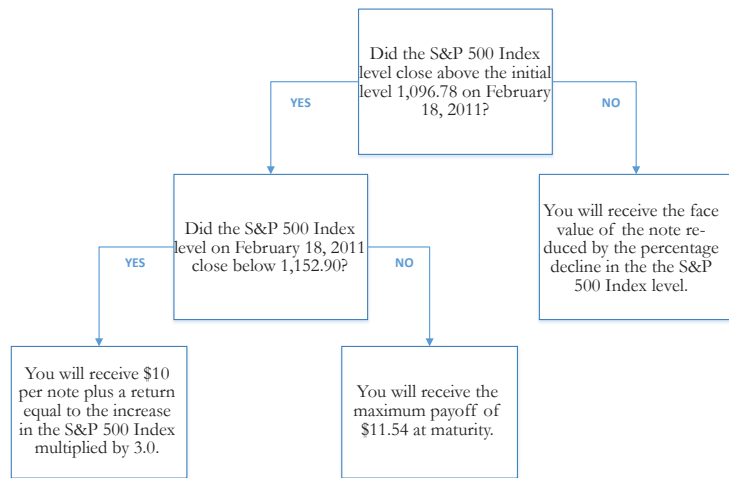 Did the S&P 500 Index
level close above the initial
level 1,096.78 on February
18, 2011?
YES
NO
Did the S&P 500 Index
level on February 18, 2011
close below 1,152.90?
You will receive the face
value of the note re-
duced by the percentage
decline in the the S&P
500 Index level.
YES
NO
You will receive $10
per note plus a return
equal to the increase
in the S&P 500 Index
multiplied by 3.0.
You will receive the
maximum payoff of
$11.54 at maturity.